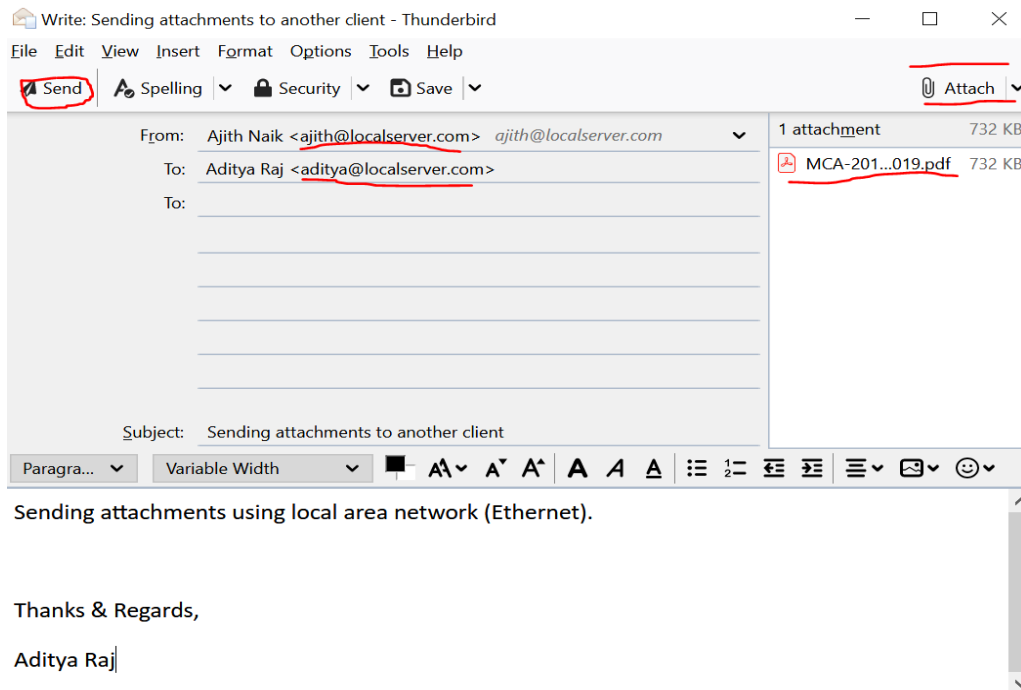 Write: Sending attachments to another client - Thunderbird
File Edit View Insert Format Options Tools Help
Send Spelling Security Save Attach
From: Ajith Naik <ajith@localserver.com> ajith@localserver.com
1 attachment 732 KB
To: Aditya Raj <aditya@localserver.com>
MCA-201...019.pdf 732 KB
To:
Subject: Sending attachments to another client
Paragra... Variable Width
Sending attachments using local area network (Ethernet).
Thanks & Regards,
Aditya Raj